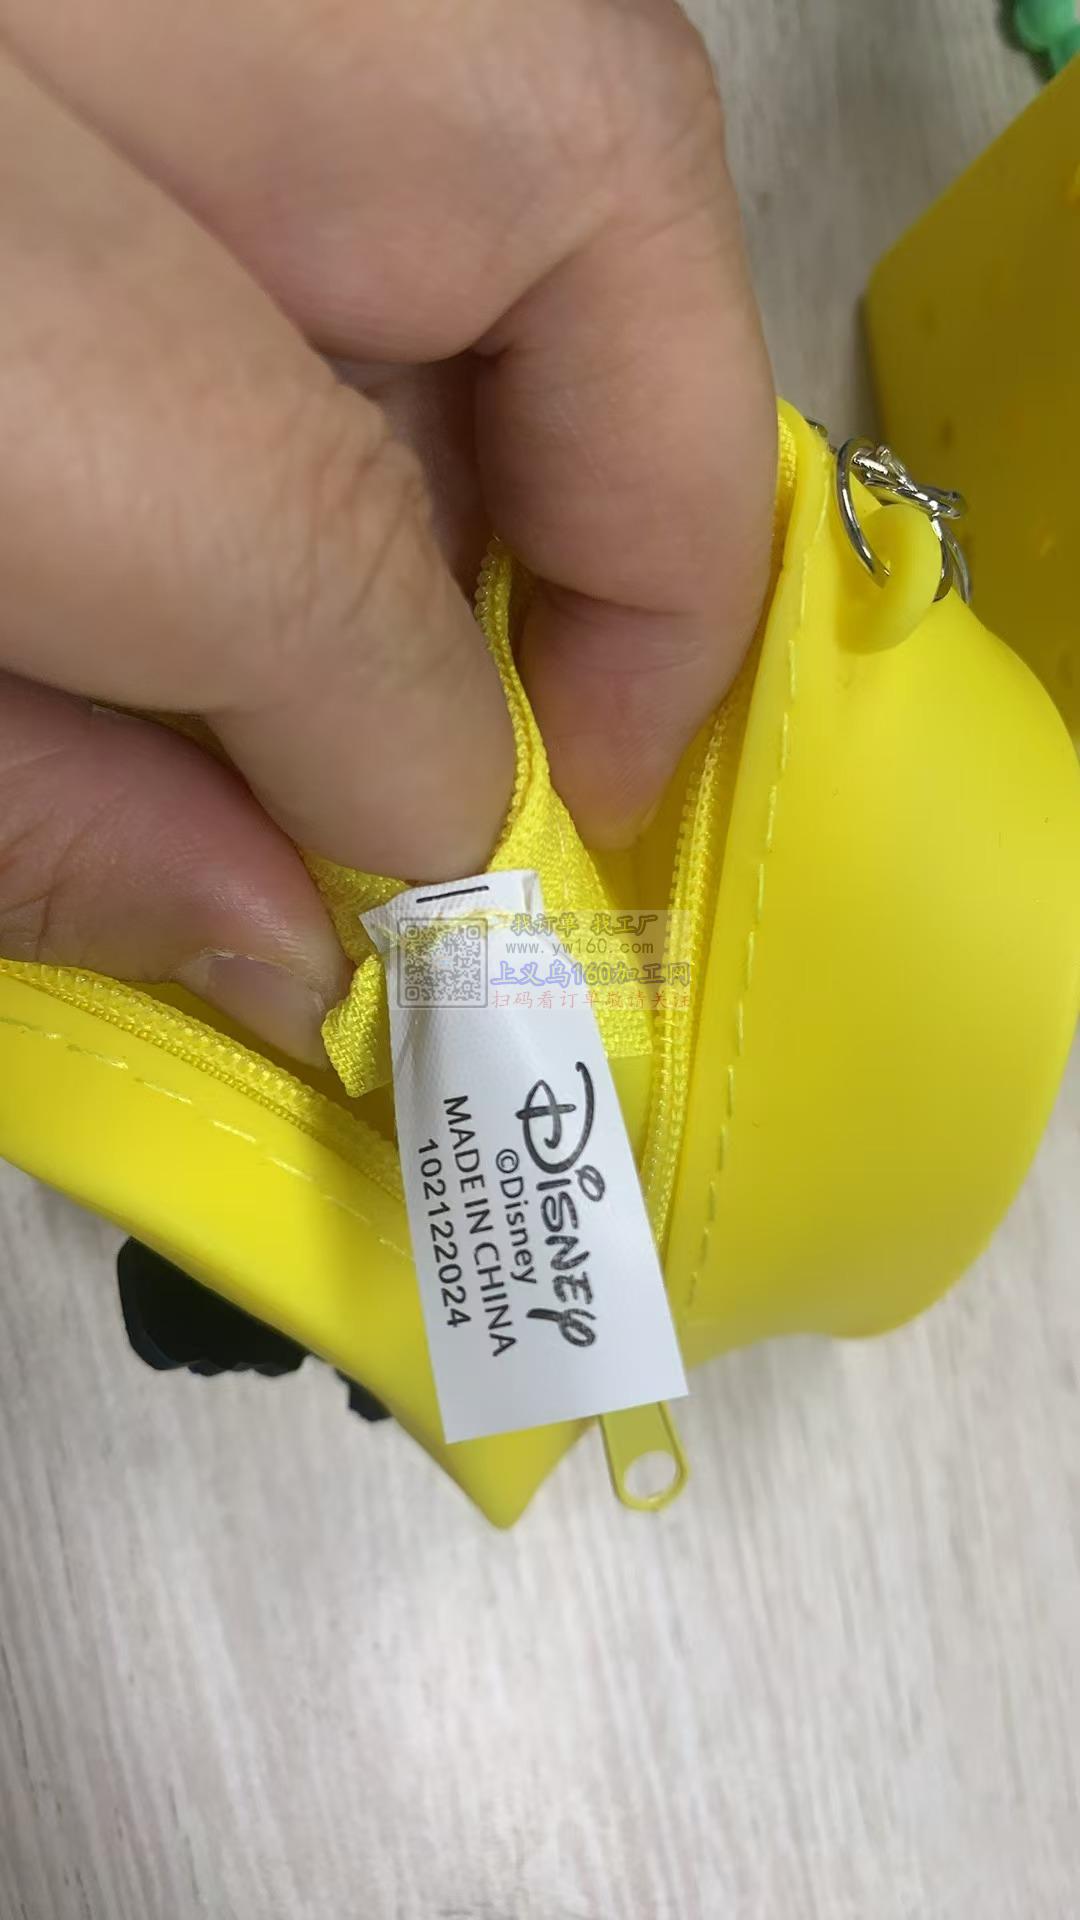 找订单 找工厂
www.yw160.com
上义乌160加工网
扫码看订单敬请关注
Disney
©Disney
MADE IN CHINA
102122024